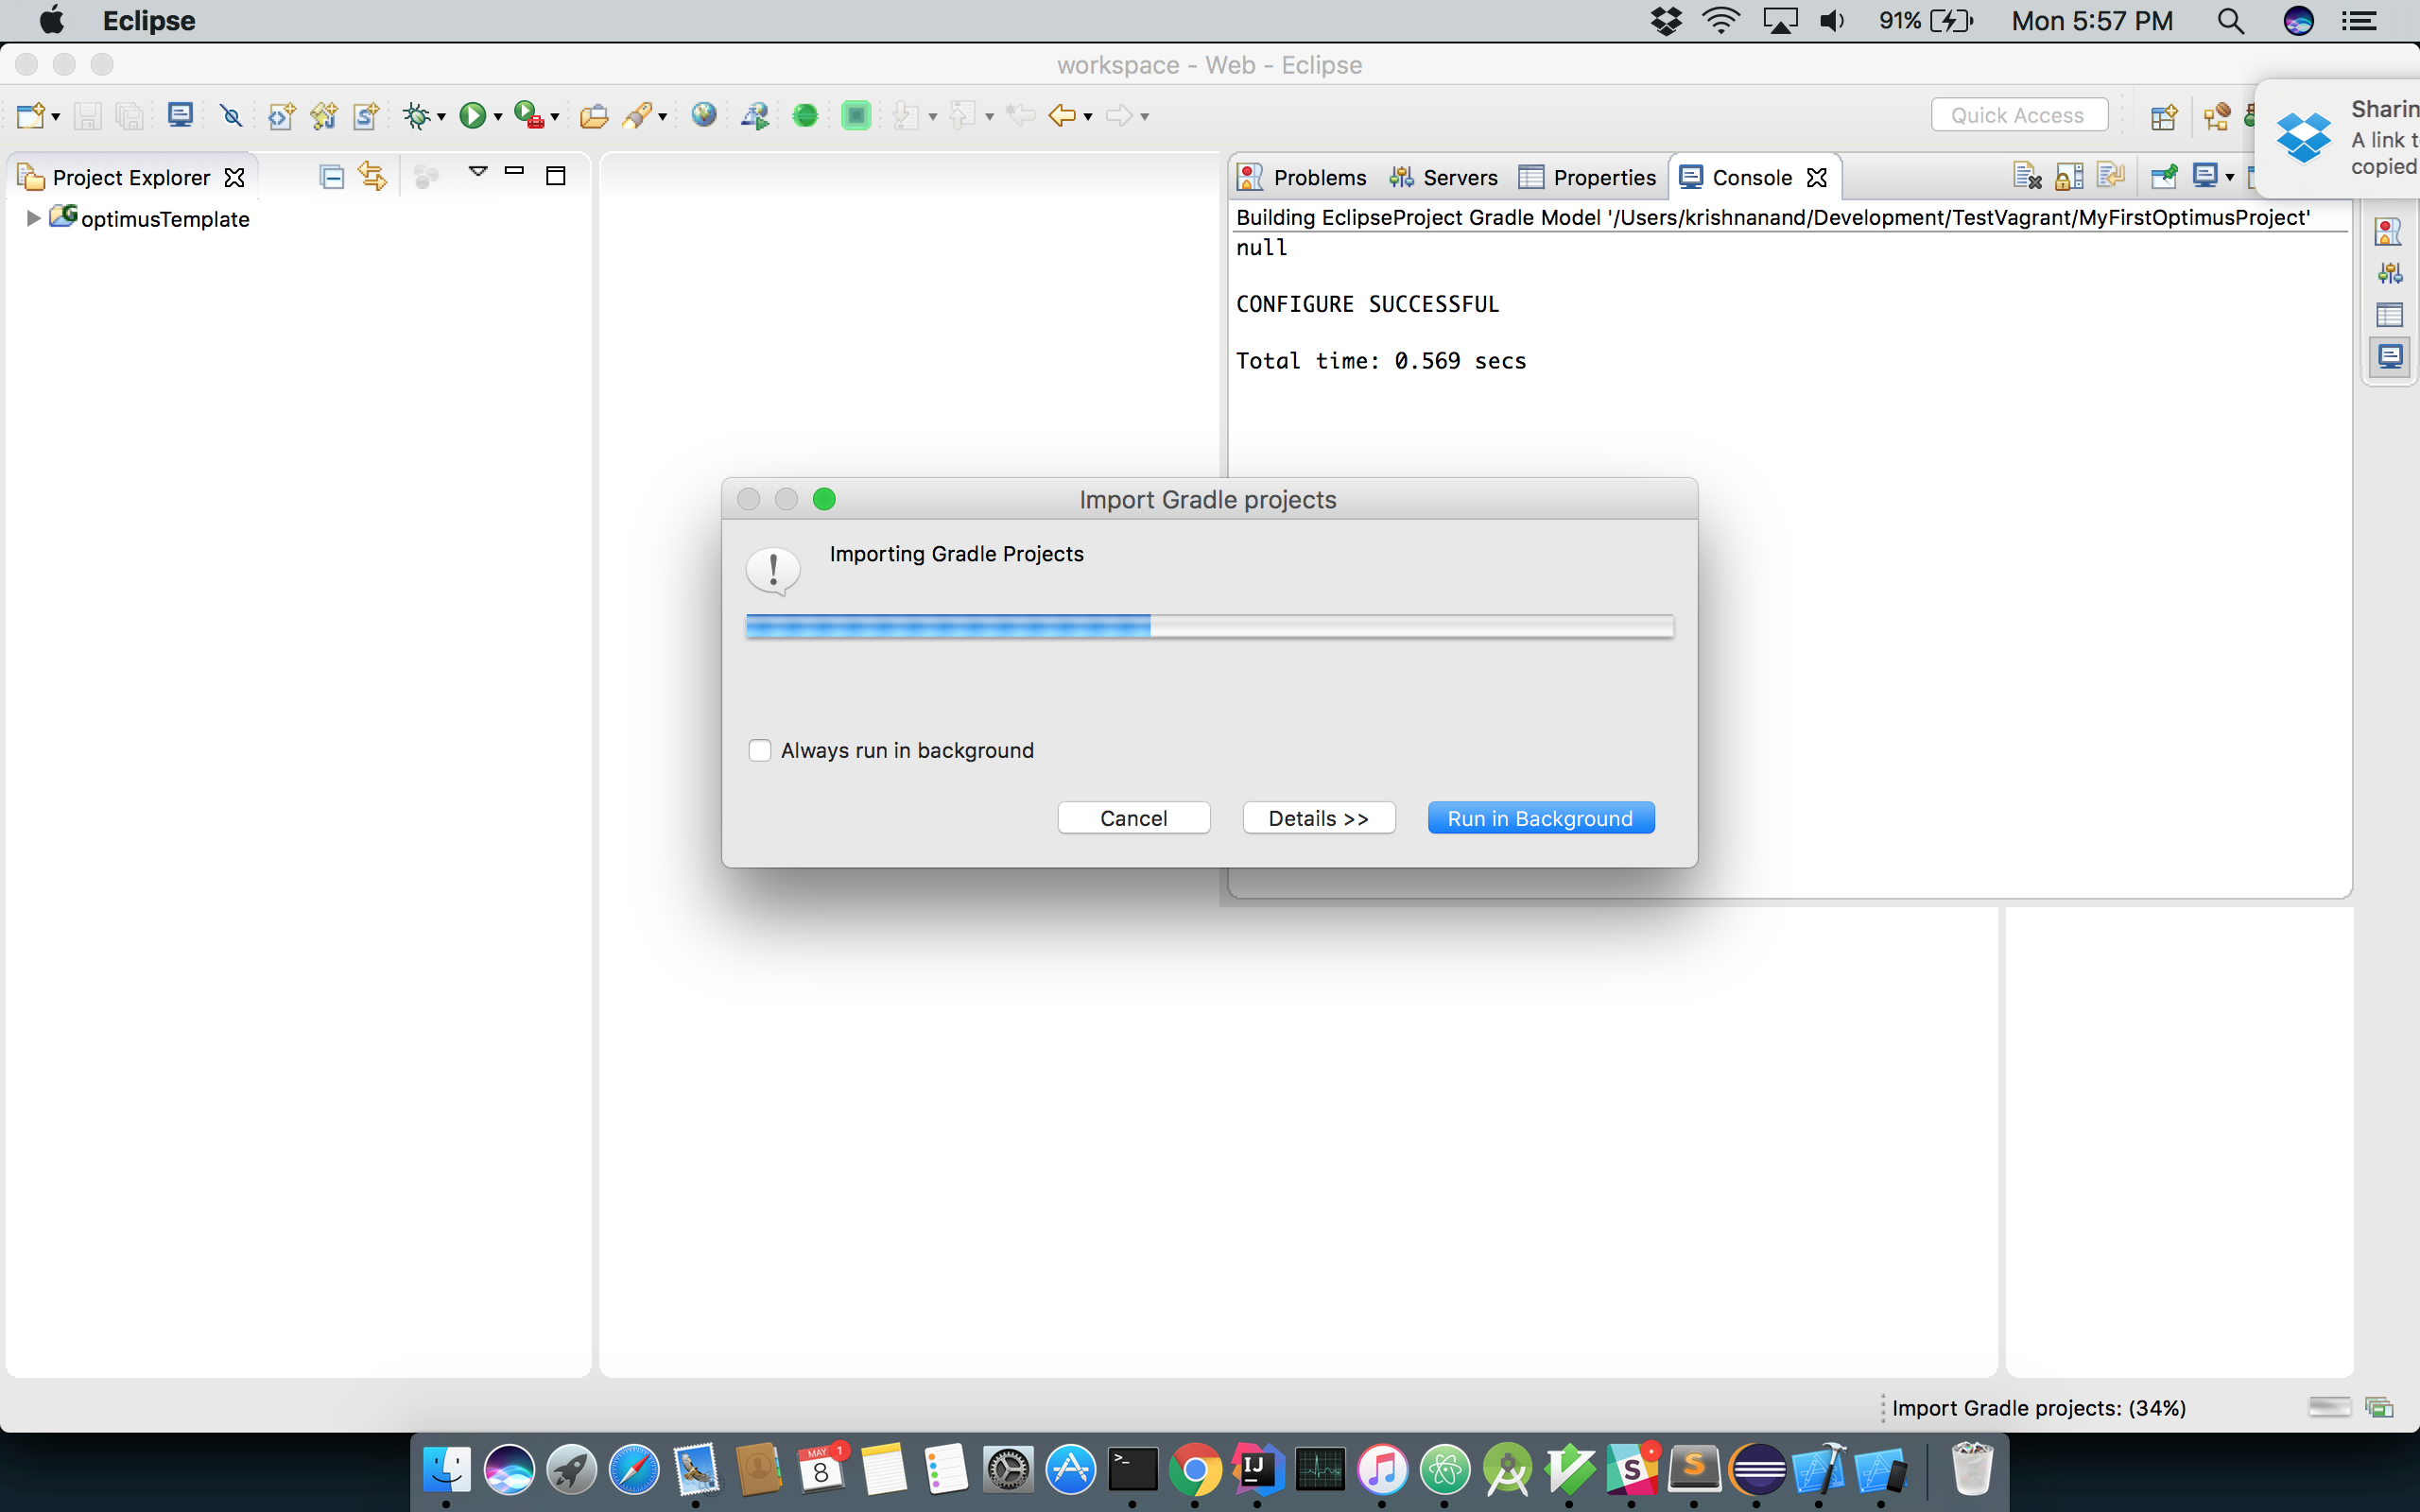 Eclipse
91%
Mon 5:57 PM
workspace - Web - Eclipse
Quick Access
Sharin
A link t
copied
Project Explorer
Problems
Servers
Properties
Console
optimusTemplate
Building EclipseProject Gradle Model '/Users/krishnanand/Development/TestVagrant/MyFirstOptimusProject'
null
CONFIGURE SUCCESSFUL
Total time: 0.569 secs
Import Gradle projects
Importing Gradle Projects
Always run in background
Cancel
Details >>
Run in Background
Import Gradle projects: (34%)
MAY
1
8
>_
IJ
S
S